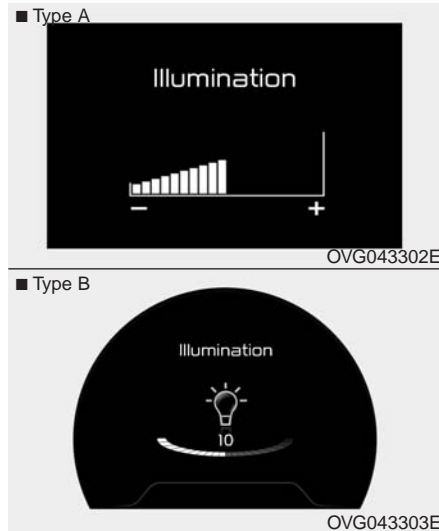 ■ Type A
Illumination
− +
OVG043302E
■ Type B
Illumination
10
OVG043303E